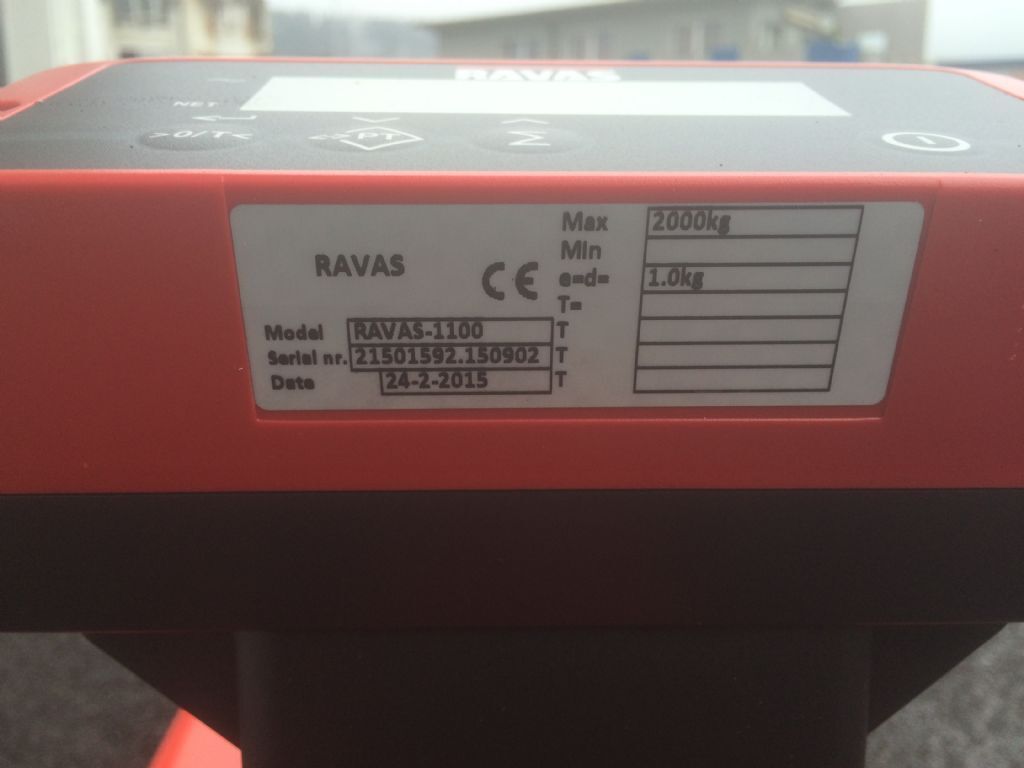 RAVAS
NET
>0/T<
PT
Max 2000kg
Min
e=d= 1.0kg
T=
T
T
T
RAVAS
CE
Model RAVAS-1100
Serial nr. 21501592.150902
Date 24-2-2015